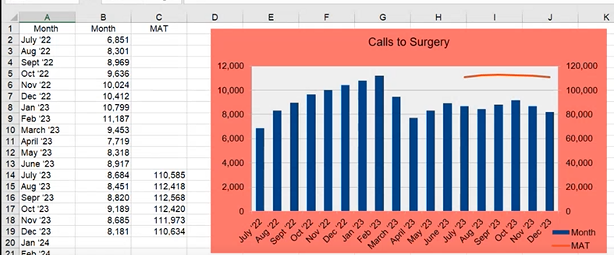 A B C D E F G H I J K
1 Month Month MAT
2 July '22 6,851
3 Aug '22 8,301
4 Sept '22 8,969
5 Oct '22 9,636
6 Nov '22 10,024
7 Dec '22 10,412
8 Jan '23 10,799
9 Feb '23 11,187
10 March '23 9,453
11 April '23 7,719
12 May '23 8,318
13 June '23 8,917
14 July '23 8,684 110,585
15 Aug '23 8,451 112,418
16 Sepr '23 8,820 112,568
17 Oct '23 9,189 112,420
18 Nov '23 8,685 111,973
19 Dec '23 8,181 110,634
20 Jan '24
21 Feb '24
Calls to Surgery
12,000 120,000
10,000 100,000
8,000 80,000
6,000 60,000
4,000 40,000
2,000 20,000
0 0
July '22 Aug '22 Sept '22 Oct '22 Nov '22 Dec '22 Jan '23 Feb '23 March '23 April '23 May '23 June '23 July '23 Aug '23 Sepr '23 Oct '23 Nov '23 Dec '23
Month
MAT